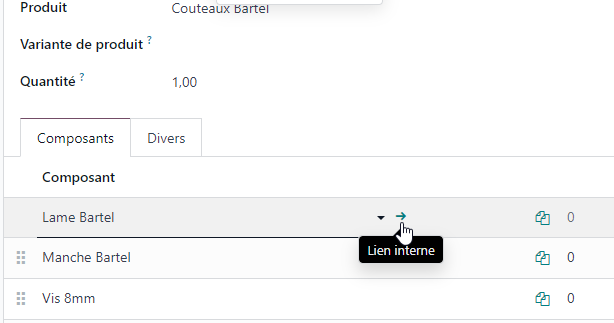 Produit Couteaux Bartel
Variante de produit ?
Quantité ? 1,00
Composants Divers
Composant
Lame Bartel 0
Lien interne
Manche Bartel 0
Vis 8mm 0